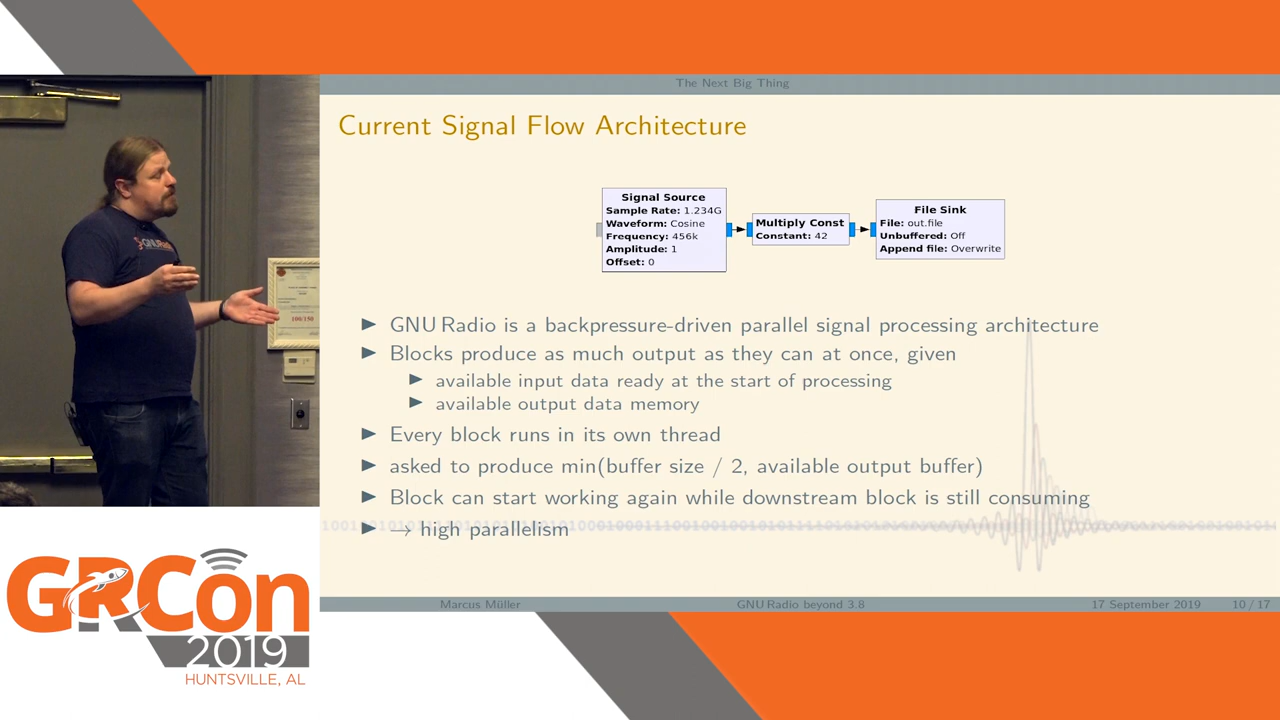 The Next Big Thing
Current Signal Flow Architecture
Signal Source
Sample Rate: 1.234G
Waveform: Cosine
Frequency: 456k
Amplitude: 1
Offset: 0
Multiply Const
Constant: 42
File Sink
File: out.file
Unbuffered: Off
Append file: Overwrite
GNU Radio is a backpressure-driven parallel signal processing architecture
Blocks produce as much output as they can at once, given
available input data ready at the start of processing
available output data memory
Every block runs in its own thread
asked to produce min(buffer size / 2, available output buffer)
Block can start working again while downstream block is still consuming
→ high parallelism
Marcus Müller GNU Radio beyond 3.8 17 September 2019 10 / 17
100/150
GRCon
2019
HUNTSVILLE, AL